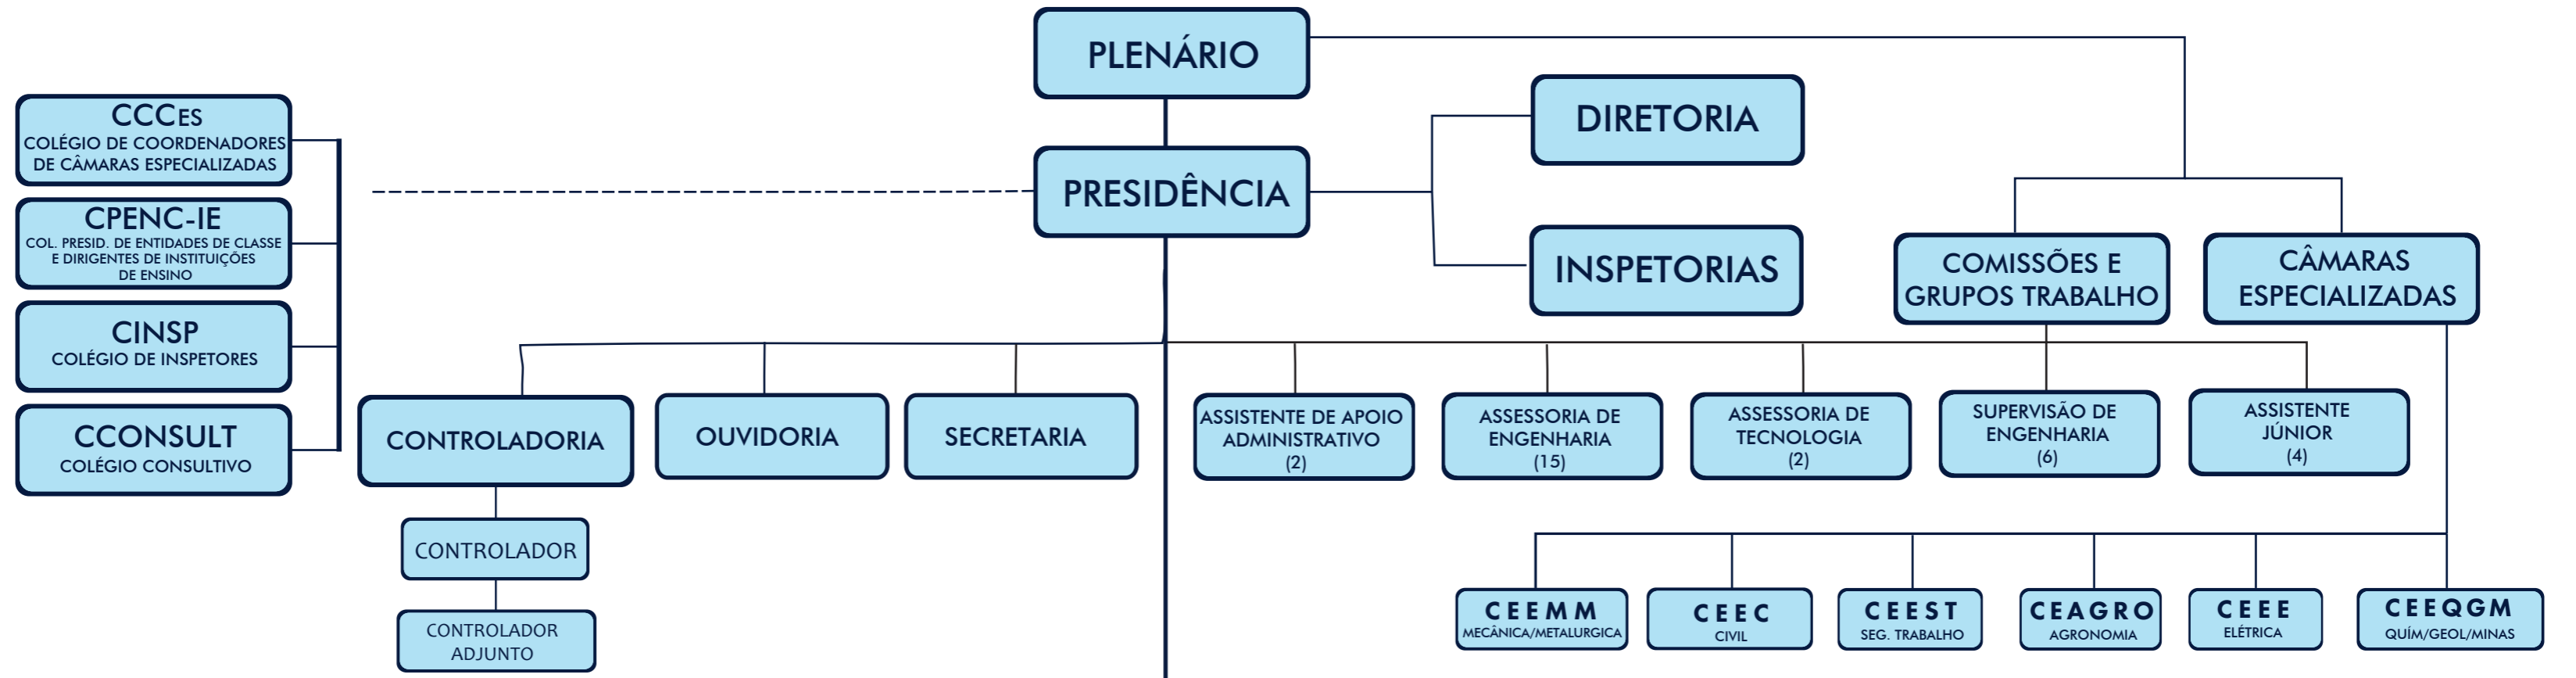 PLENÁRIO
PRESIDÊNCIA
DIRETORIA
INSPETORIAS
CCCES
COLÉGIO DE COORDENADORES
DE CÂMARAS ESPECIALIZADAS
CPENC-IE
COL. PRESID. DE ENTIDADES DE CLASSE
E DIRIGENTES DE INSTITUIÇÕES
DE ENSINO
CINSP
COLÉGIO DE INSPETORES
CCONSULT
COLÉGIO CONSULTIVO
COMISSÕES E
GRUPOS TRABALHO
CÂMARAS
ESPECIALIZADAS
CONTROLADORIA
OUVIDORIA
SECRETARIA
ASSISTENTE DE APOIO
ADMINISTRATIVO
(2)
ASSESSORIA DE
ENGENHARIA
(15)
ASSESSORIA DE
TECNOLOGIA
(2)
SUPERVISÃO DE
ENGENHARIA
(6)
ASSISTENTE
JÚNIOR
(4)
CONTROLADOR
CONTROLADOR
ADJUNTO
CEEMM
MECÂNICA/METALURGICA
CEEC
CIVIL
CEEST
SEG. TRABALHO
CEAGRO
AGRONOMIA
CEEE
ELÉTRICA
CEEQGM
QUÍM/GEOL/MINAS